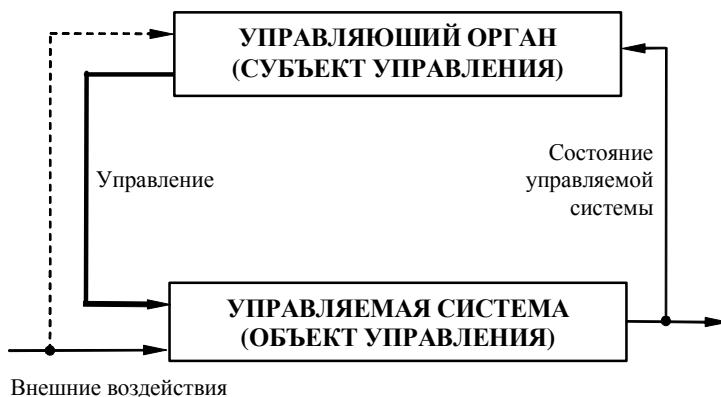 УПРАВЛЯЮШИЙ ОРГАН
(СУБЪЕКТ УПРАВЛЕНИЯ)
Управление
Состояние
управляемой
системы
УПРАВЛЯЕМАЯ СИСТЕМА
(ОБЪЕКТ УПРАВЛЕНИЯ)
Внешние воздействия